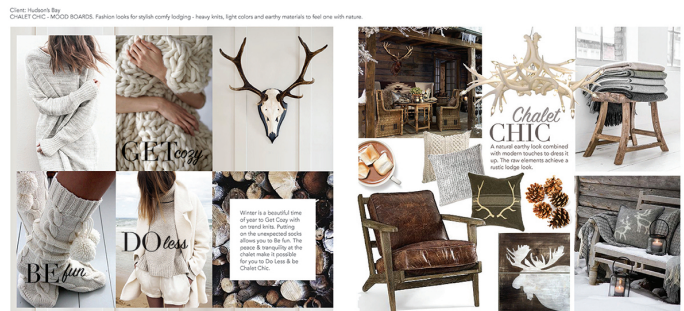 Client: Hudson's Bay
CHALET CHIC - MOOD BOARDS. Fashion looks for stylish comfy lodging - heavy knits, light colors and earthy materials to feel one with nature.
GET cozy
BE fun
DO less
Winter is a beautiful time
of year to Get Cozy with
on trend knits. Putting
on the unexpected socks
allows you to Be fun. The
peace & tranquility at the
chalet make it possible
for you to Do Less & be
Chalet Chic.
Chalet
CHIC
A natural earthy look combined
with modern touches to dress it
up. The raw elements achieve a
rustic lodge look.